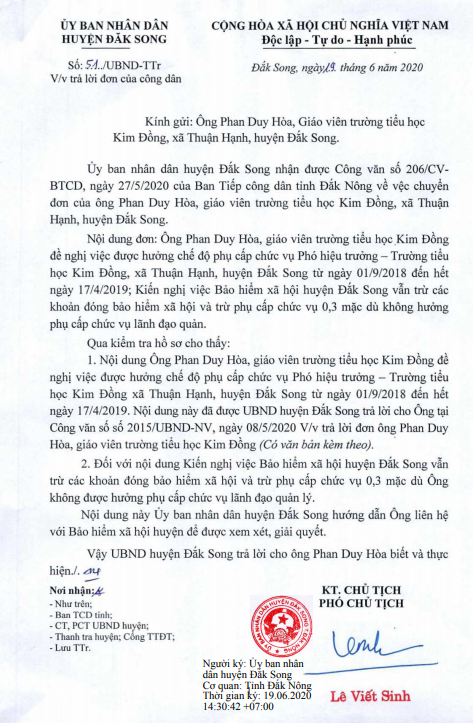 ỦY BAN NHÂN DÂN
HUYỆN ĐĂK SONG
CỘNG HÒA XÃ HỘI CHỦ NGHĨA VIỆT NAM
Độc lập - Tự do - Hạnh phúc
Số: 51../UBND-TTr
V/v trả lời đơn của công dân
Đắk Song, ngày 19 tháng 6 năm 2020
Kính gửi: Ông Phan Duy Hòa, Giáo viên trường tiểu học
Kim Đồng, xã Thuận Hạnh, huyện Đắk Song.
Ủy ban nhân dân huyện Đắk Song nhận được Công văn số 206/CV-
BTCD, ngày 27/5/2020 của Ban Tiếp công dân tỉnh Đắk Nông về vệc chuyển
đơn của ông Phan Duy Hòa, giáo viên trường tiểu học Kim Đồng, xã Thuận
Hạnh, huyện Đắk Song.
Nội dung đơn: Ông Phan Duy Hòa, giáo viên trường tiểu học Kim Đồng
đề nghị việc được hưởng chế độ phụ cấp chức vụ Phó hiệu trưởng – Trường tiểu
học Kim Đồng, xã Thuận Hạnh, huyện Đắk Song từ ngày 01/9/2018 đến hết
ngày 17/4/2019; Kiến nghị việc Bảo hiểm xã hội huyện Đắk Song vẫn trừ các
khoản đóng bảo hiểm xã hội và trừ phụ cấp chức vụ 0,3 mặc dù không hưởng
phụ cấp chức vụ lãnh đạo quản.
Qua kiểm tra hồ sơ cho thấy:
1. Nội dung Ông Phan Duy Hòa, giáo viên trường tiểu học Kim Đồng đề
nghị việc được hưởng chế độ phụ cấp chức vụ Phó hiệu trưởng – Trường tiểu
học Kim Đồng, xã Thuận Hạnh, huyện Đắk Song từ ngày 01/9/2018 đến hết
ngày 17/4/2019. Nội dung này đã được UBND huyện Đắk Song trả lời cho Ông tại
Công văn số số 2015/UBND-NV, ngày 08/5/2020 V/v trả lời đơn ông Phan Duy
Hòa, giáo viên trường tiểu học Kim Đồng (Có văn bản kèm theo).
2. Đối với nội dung Kiến nghị việc Bảo hiểm xã hội huyện Đắk Song vẫn
trừ các khoản đóng bảo hiểm xã hội và trừ phụ cấp chức vụ 0,3 mặc dù Ông
không được hưởng phụ cấp chức vụ lãnh đạo quản lý.
Nội dung này Ủy ban nhân dân huyện Đắk Song hướng dẫn Ông liên hệ
với Bảo hiểm xã hội huyện để được xem xét, giải quyết.
Vậy UBND huyện Đắk Song trả lời cho ông Phan Duy Hòa biết và thực
hiện./.
Nơi nhận:
- Như trên;
- Ban TCD tỉnh;
- CT, PCT UBND huyện;
- Thanh tra huyện; Cổng TTĐT;
- Lưu TTr.
KT. CHỦ TỊCH
PHÓ CHỦ TỊCH
Người ký: Ủy ban nhân
dân huyện Đắk Song
Cơ quan: Tỉnh Đắk Nông
Thời gian ký: 19.06.2020
14:30:42 +07:00
Lê Viết Sinh